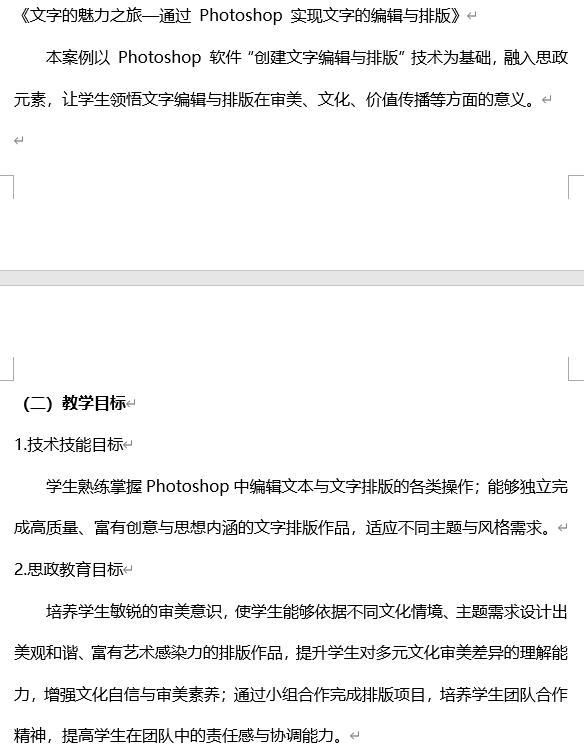 《文字的魅力之旅—通过 Photoshop 实现文字的编辑与排版》
本案例以 Photoshop 软件“创建文字编辑与排版”技术为基础，融入思政
元素，让学生领悟文字编辑与排版在审美、文化、价值传播等方面的意义。
（二）教学目标
1.技术技能目标
学生熟练掌握 Photoshop 中编辑文本与文字排版的各类操作；能够独立完
成高质量、富有创意与思想内涵的文字排版作品，适应不同主题与风格需求。
2.思政教育目标
培养学生敏锐的审美意识，使学生能够依据不同文化情境、主题需求设计出
美观和谐、富有艺术感染力的排版作品，提升学生对多元文化审美差异的理解能
力，增强文化自信与审美素养；通过小组合作完成排版项目，培养学生团队合作
精神，提高学生在团队中的责任感与协调能力。